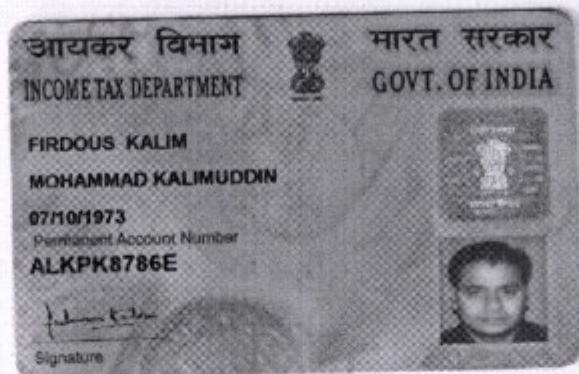 आयकर विभाग
INCOME TAX DEPARTMENT
भारत सरकार
GOVT. OF INDIA
FIRDOUS KALIM
MOHAMMAD KALIMUDDIN
07/10/1973
Permanent Account Number
ALKPK8786E
Signature